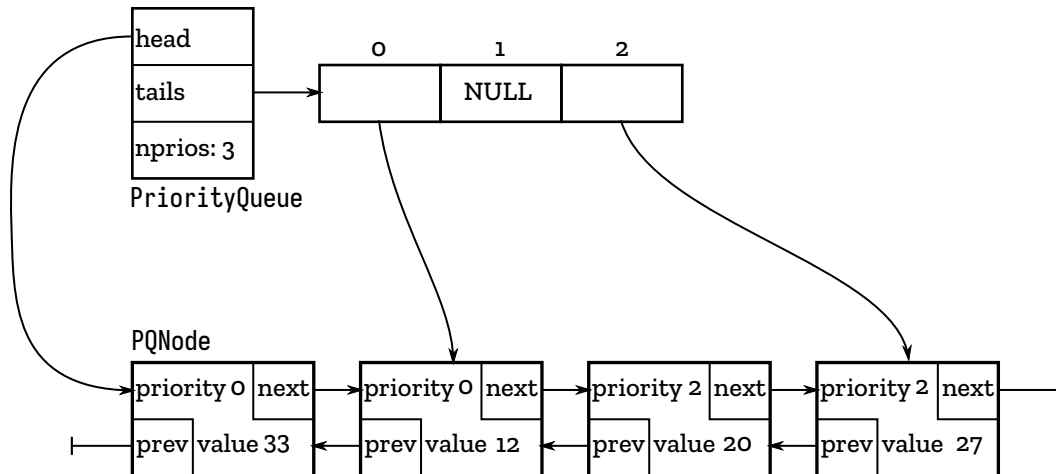 head
0 1 2
tails
NULL
nprios: 3
PriorityQueue
PQNode
priority 0 next priority 0 next priority 2 next priority 2 next
prev value 33 prev value 12 prev value 20 prev value 27